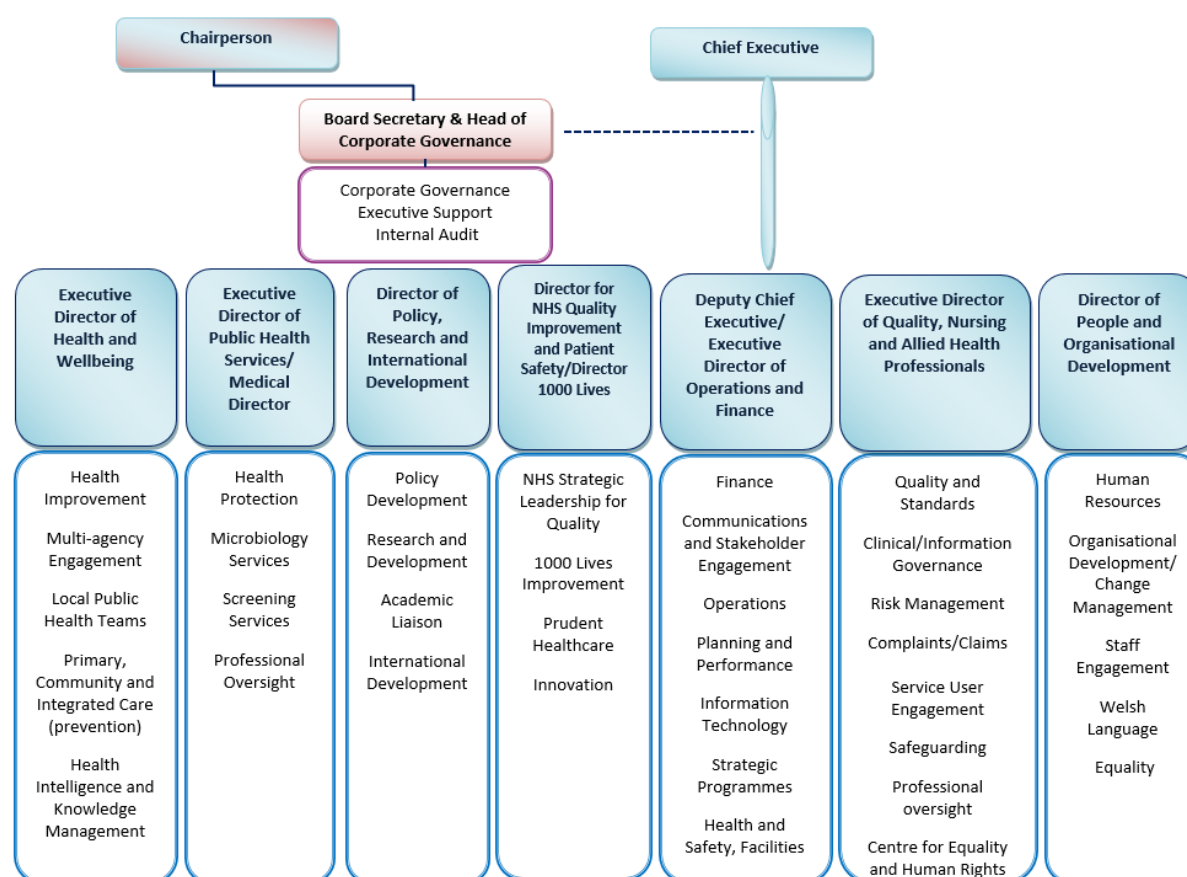 Chairperson
Chief Executive
Board Secretary & Head of
Corporate Governance
Corporate Governance
Executive Support
Internal Audit
Executive
Director of
Health and
Wellbeing
Executive
Director of
Public Health
Services/
Medical
Director
Director of
Policy,
Research and
International
Development
Director for
NHS Quality
Improvement
and Patient
Safety/Director
1000 Lives
Deputy Chief
Executive/
Executive
Director of
Operations and
Finance
Executive Director
of Quality, Nursing
and Allied Health
Professionals
Director of
People and
Organisational
Development
Health
Improvement
Multi-agency
Engagement
Local Public
Health Teams
Primary,
Community and
Integrated Care
(prevention)
Health
Intelligence and
Knowledge
Management
Health
Protection
Microbiology
Services
Screening
Services
Professional
Oversight
Policy
Development
Research and
Development
Academic
Liaison
International
Development
NHS Strategic
Leadership for
Quality
1000 Lives
Improvement
Prudent
Healthcare
Innovation
Finance
Communications
and Stakeholder
Engagement
Operations
Planning and
Performance
Information
Technology
Strategic
Programmes
Health and
Safety, Facilities
Quality and
Standards
Clinical/Information
Governance
Risk Management
Complaints/Claims
Service User
Engagement
Safeguarding
Professional
oversight
Centre for Equality
and Human Rights
Human
Resources
Organisational
Development/
Change
Management
Staff
Engagement
Welsh
Language
Equality